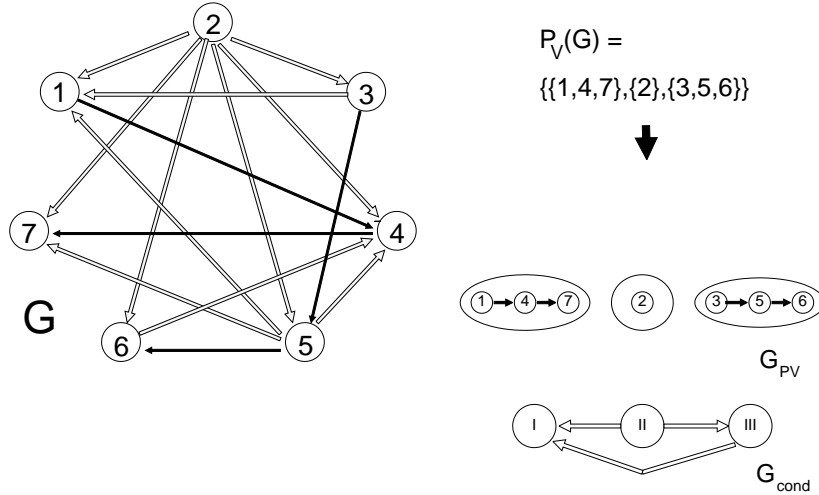 2
1
3
7
4
G
6
5
P_V(G) =
{{1,4,7},{2},{3,5,6}}
1 4 7
2
3 5 6
G_PV
I
II
III
G_cond